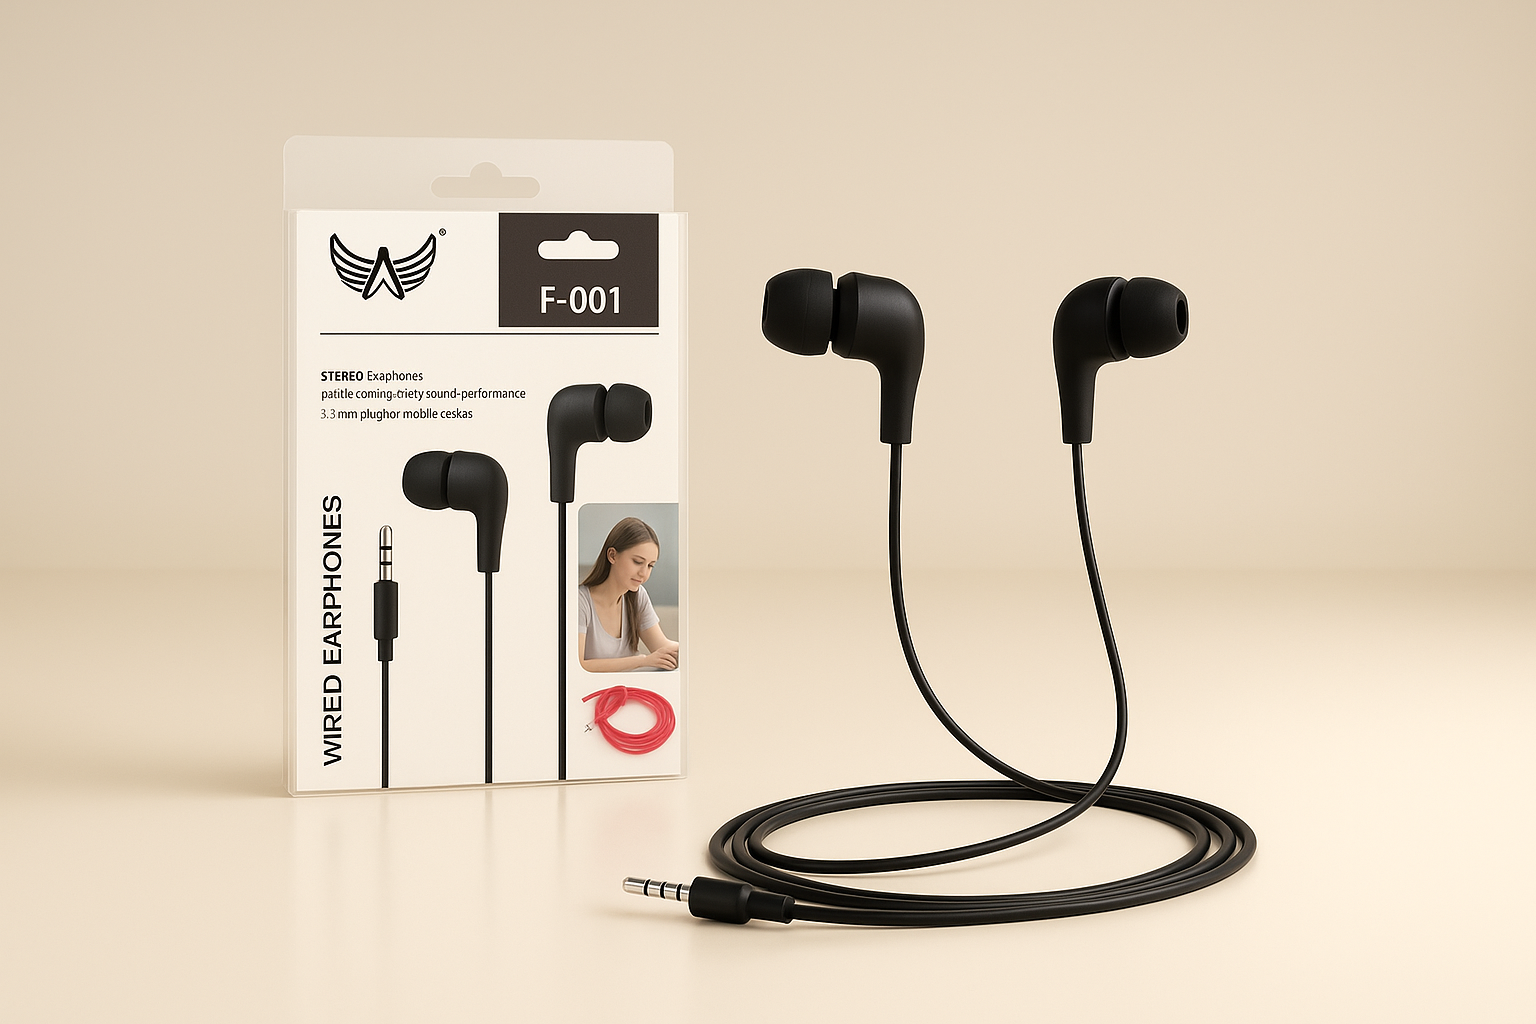 ®
F-001
STEREO Exaphones
patitle coming-criety sound-performance
3.3 mm plughor moblle ceskas
WIRED EARPHONES